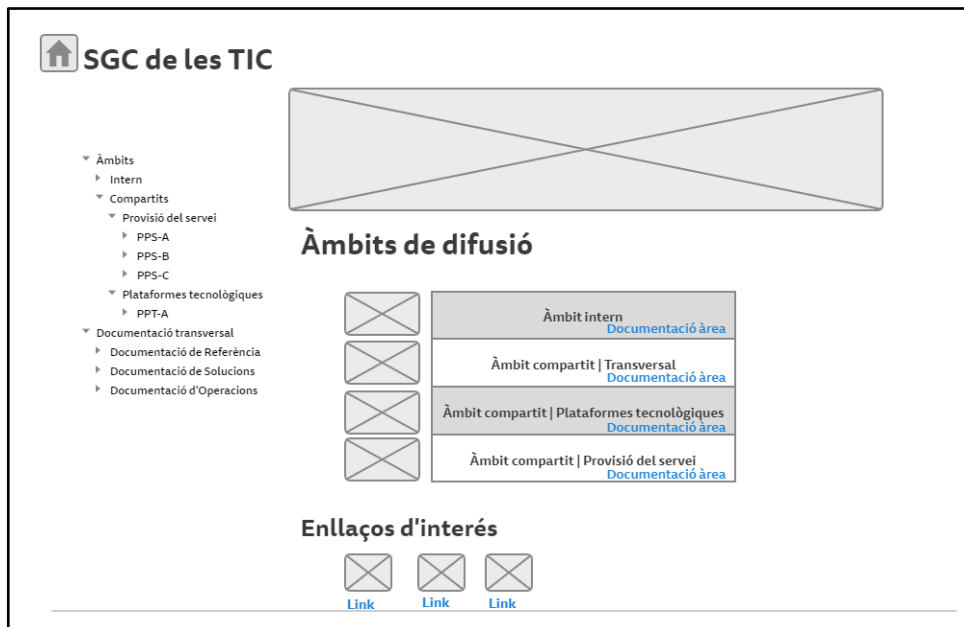 SGC de les TIC
Àmbits
Intern
Compartits
Provisió del servei
PPS-A
PPS-B
PPS-C
Plataformes tecnològiques
PPT-A
Documentació transversal
Documentació de Referència
Documentació de Solucions
Documentació d'Operacions
Àmbits de difusió
Àmbit intern
Documentació àrea
Àmbit compartit | Transversal
Documentació àrea
Àmbit compartit | Plataformes tecnològiques
Documentació àrea
Àmbit compartit | Provisió del servei
Documentació àrea
Enllaços d'interés
Link
Link
Link